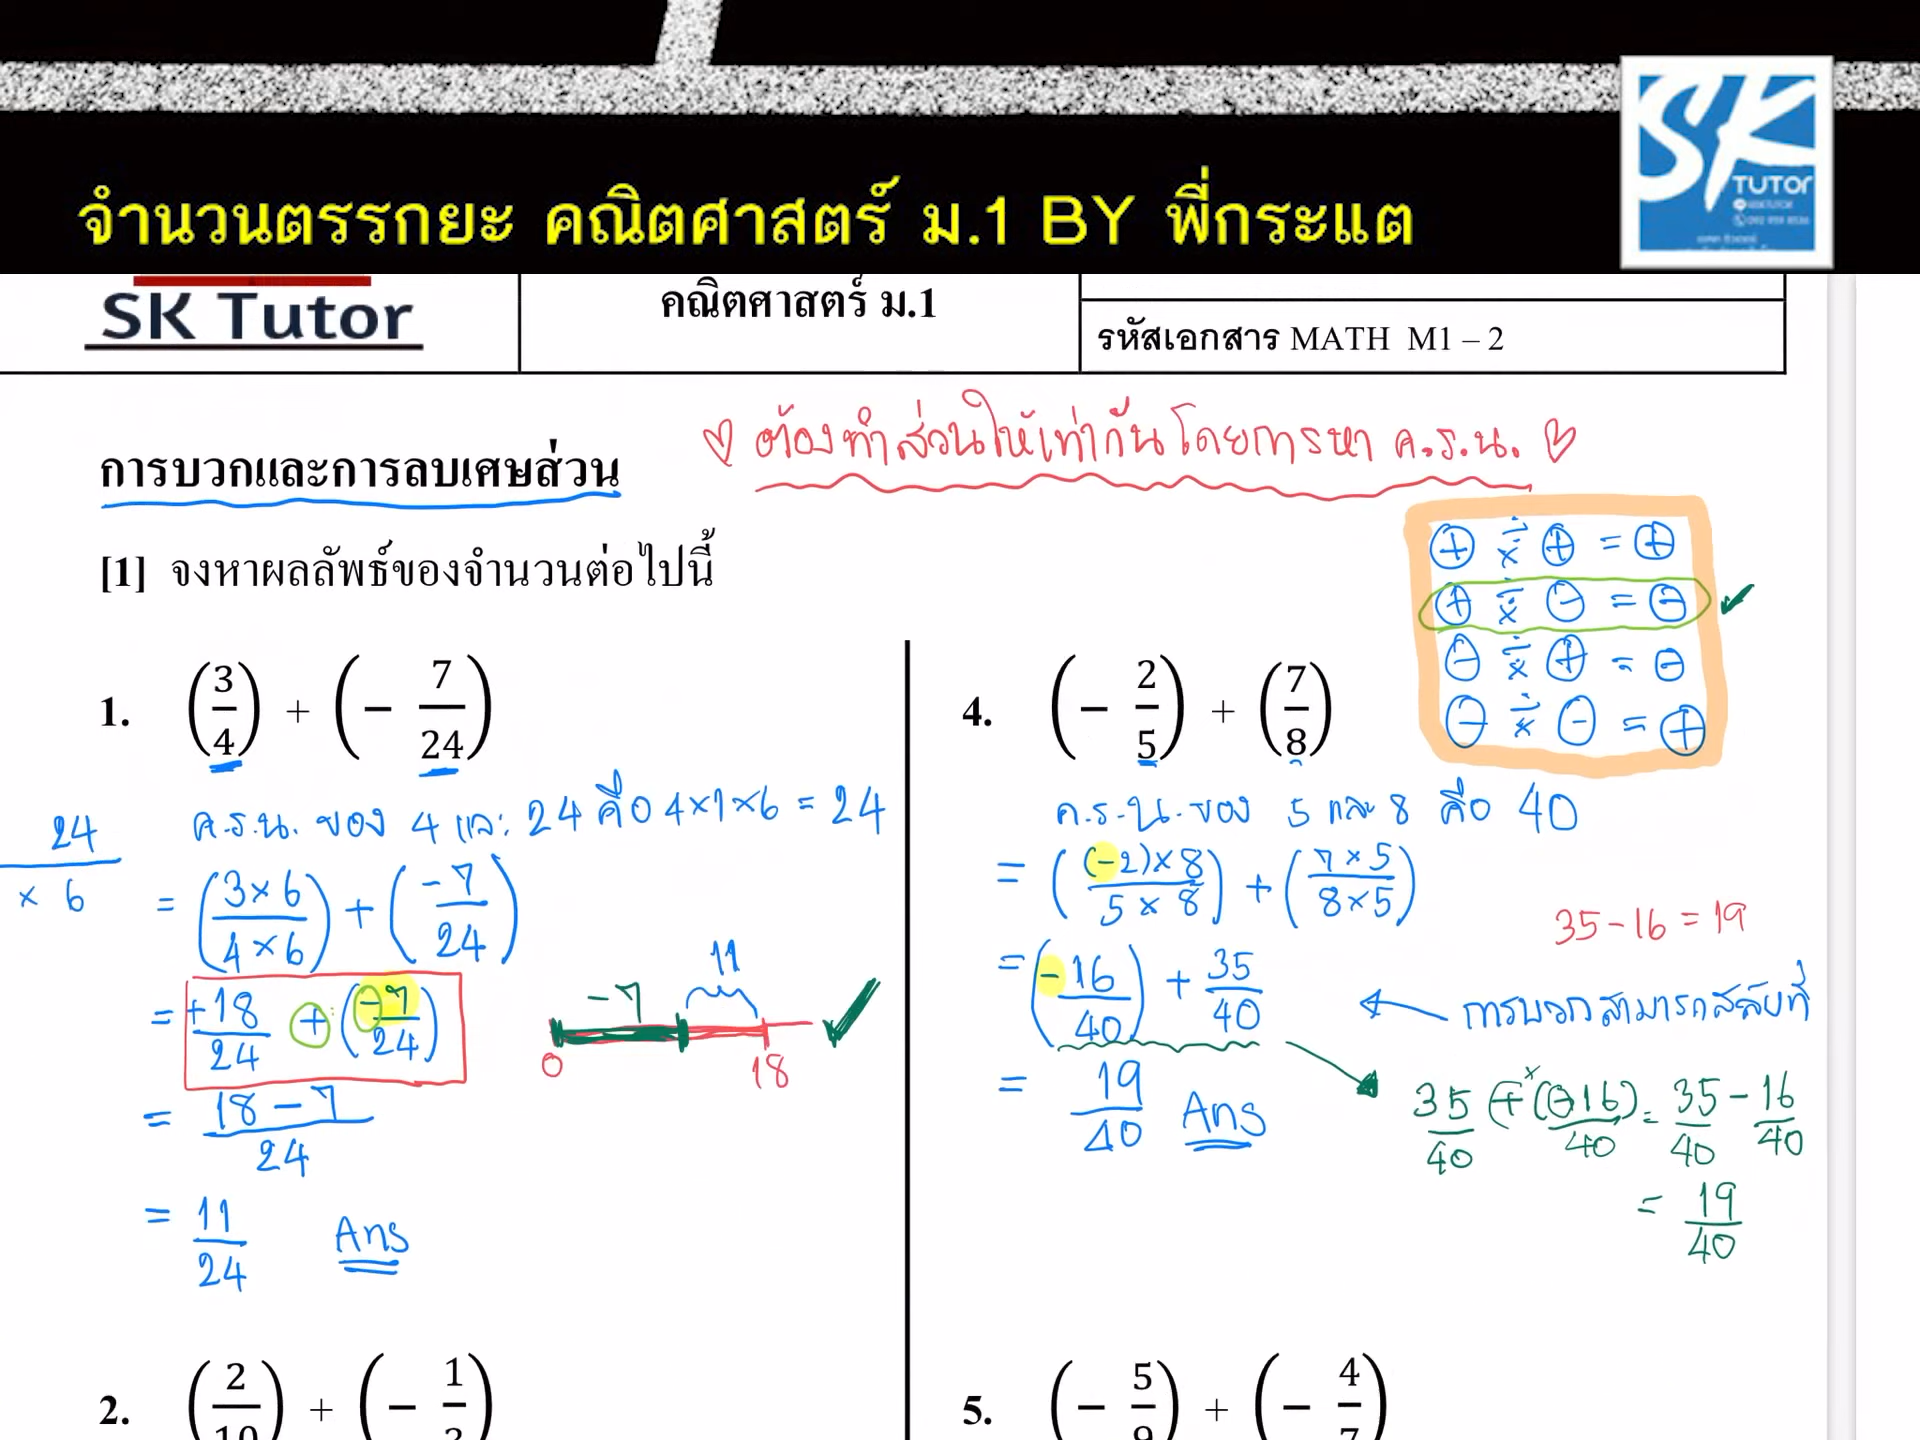 SK
TUTOR
จำนวนตรรกยะ คณิตศาสตร์ ม.1 BY พี่กระแต
SK Tutor
คณิตศาสตร์ ม.1
รหัสเอกสาร MATH M1 – 2
♡ ต้องทำส่วนให้เท่ากันโดยการหา ค.ร.น. ♡
การบวกและการลบเศษส่วน
[1] จงหาผลลัพธ์ของจำนวนต่อไปนี้
⊕ ×÷ ⊕ = ⊕
⊕ ×÷ ⊖ = ⊖ ✓
⊖ ×÷ ⊕ = ⊖
⊖ ×÷ ⊖ = ⊕
1. (3/4) + (− 7/24)
24
× 6
ค.ร.น. ของ 4 และ 24 คือ 4×1×6 = 24
= (3×6/4×6) + (-7/24)
= +18/24 + (-7/24)
-7 11
0 18 ✓
= 18-7/24
= 11/24 Ans
2. (2/10) + (− 1/
4. (− 2/5) + (7/8)
ค.ร.น. ของ 5 และ 8 คือ 40
= ((-2)×8/5×8) + (7×5/8×5)
35-16 = 19
= (-16/40) + 35/40
← การบวกสามารถสลับที่
= 19/40 Ans
35/40 + (-16)/40 = 35/40 - 16/40
= 19/40
5. (− 5/9) + (− 4/7)